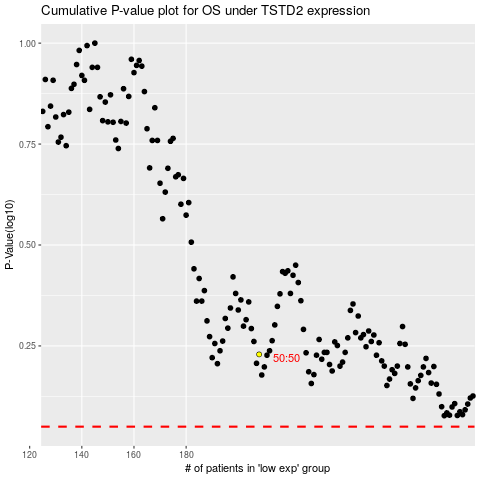 Cumulative P-value plot for OS under TSTD2 expression
1.00
0.75
0.50
0.25
P-Value(log10)
50:50
120 140 160 180
# of patients in 'low exp' group